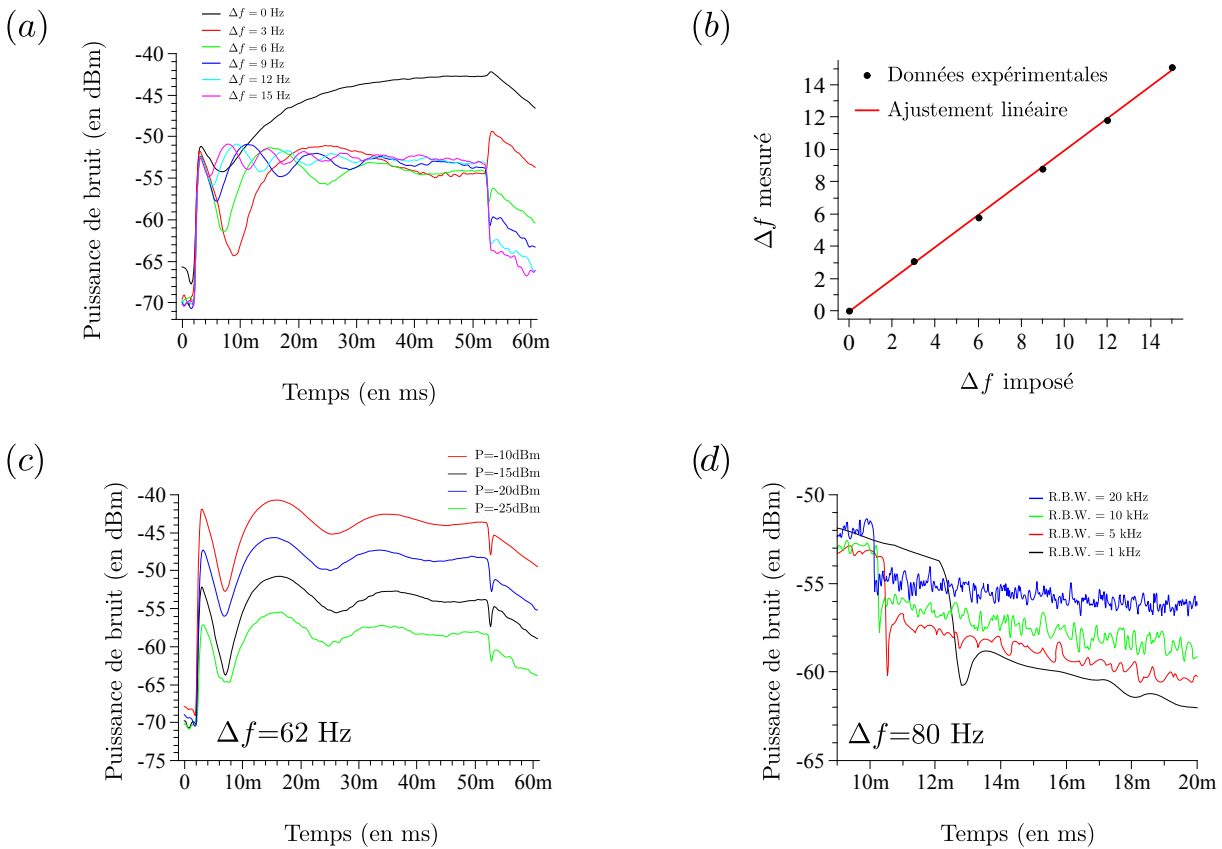 (a)
Δf = 0 Hz
Δf = 3 Hz
Δf = 6 Hz
Δf = 9 Hz
Δf = 12 Hz
Δf = 15 Hz
Puissance de bruit (en dBm)
-40
-45
-50
-55
-60
-65
-70
0 10m 20m 30m 40m 50m 60m
Temps (en ms)
(b)
Données expérimentales
Ajustement linéaire
Δf mesuré
14
12
10
8
6
4
2
0
0 2 4 6 8 10 12 14
Δf imposé
(c)
P=-10dBm
P=-15dBm
P=-20dBm
P=-25dBm
Puissance de bruit (en dBm)
-40
-45
-50
-55
-60
-65
-70
-75
Δf=62 Hz
0 10m 20m 30m 40m 50m 60m
Temps (en ms)
(d)
R.B.W. = 20 kHz
R.B.W. = 10 kHz
R.B.W. = 5 kHz
R.B.W. = 1 kHz
Puissance de bruit (en dBm)
-50
-55
-60
-65
Δf=80 Hz
10m 12m 14m 16m 18m 20m
Temps (en ms)